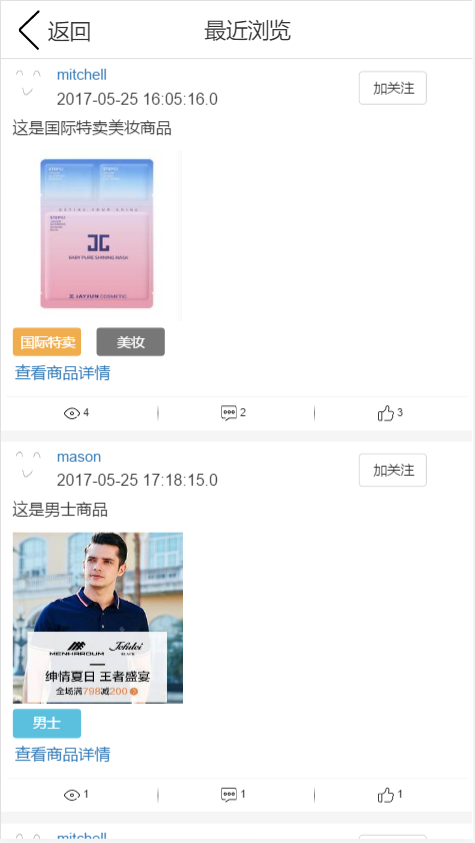 返回
最近浏览
mitchell
2017-05-25 16:05:16.0
加关注
这是国际特卖美妆商品
BABY PURE SHINING MASK
JAYJUN COSMETIC
国际特卖
美妆
查看商品详情
4
2
3
mason
2017-05-25 17:18:15.0
加关注
这是男士商品
绅情夏日 王者盛宴
全场满798减200
男士
查看商品详情
1
1
1
mitchell